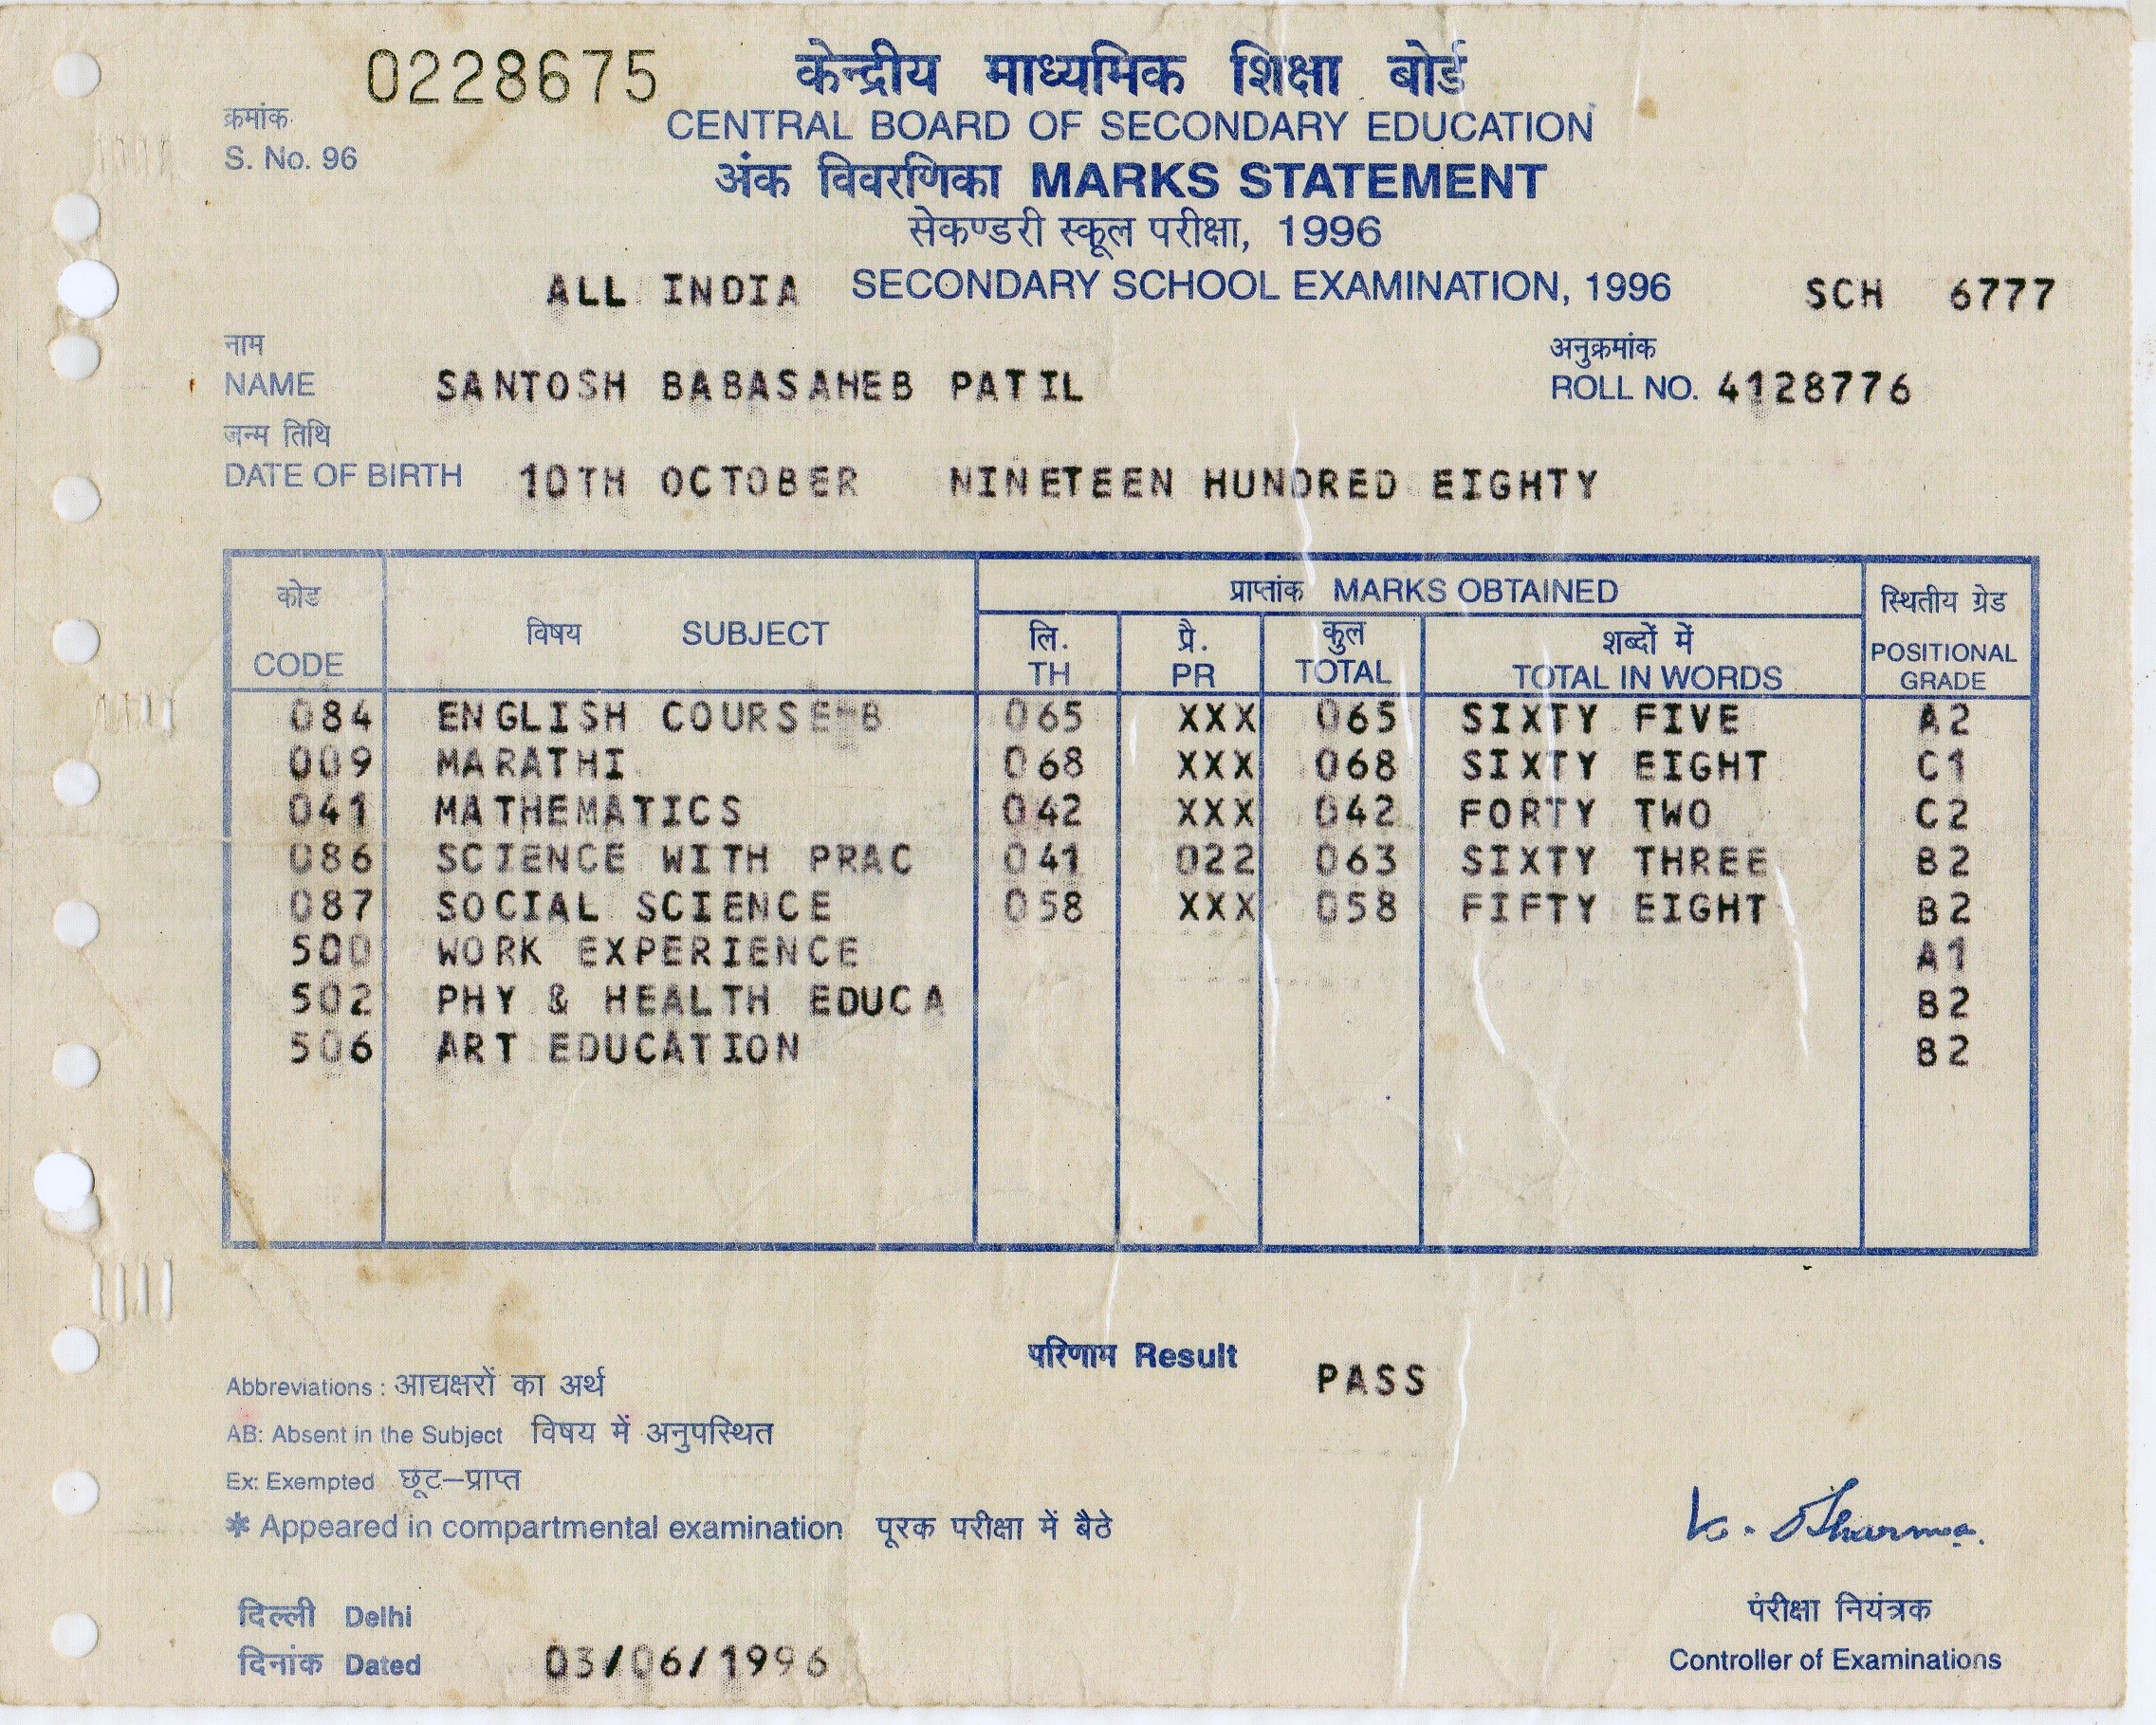 0228675
केन्द्रीय माध्यमिक शिक्षा बोर्ड
क्रमांक
CENTRAL BOARD OF SECONDARY EDUCATION
S. No. 96
अंक विवरणिका MARKS STATEMENT
सेकण्डरी स्कूल परीक्षा, 1996
ALL INDIA SECONDARY SCHOOL EXAMINATION, 1996 SCH 6777
नाम अनुक्रमांक
NAME SANTOSH BABASAHEB PATIL ROLL NO. 4128776
जन्म तिथि
DATE OF BIRTH 10TH OCTOBER NINETEEN HUNDRED EIGHTY
कोड प्राप्तांक MARKS OBTAINED स्थितीय ग्रेड
विषय SUBJECT लि. प्रै. कुल शब्दों में
CODE TH PR TOTAL TOTAL IN WORDS POSITIONAL GRADE
084 ENGLISH COURSE-B 065 XXX 065 SIXTY FIVE A2
009 MARATHI 068 XXX 068 SIXTY EIGHT C1
041 MATHEMATICS 042 XXX 042 FORTY TWO C2
086 SCIENCE WITH PRAC 041 022 063 SIXTY THREE B2
087 SOCIAL SCIENCE 058 XXX 058 FIFTY EIGHT B2
500 WORK EXPERIENCE A1
502 PHY & HEALTH EDUCA B2
506 ART EDUCATION B2
परिणाम Result PASS
Abbreviations : आद्यक्षरों का अर्थ
AB: Absent in the Subject विषय में अनुपस्थित
Ex: Exempted छूट–प्राप्त
* Appeared in compartmental examination पूरक परीक्षा में बैठे
K. Sharma.
दिल्ली Delhi परीक्षा नियंत्रक
दिनांक Dated 03/06/1996 Controller of Examinations